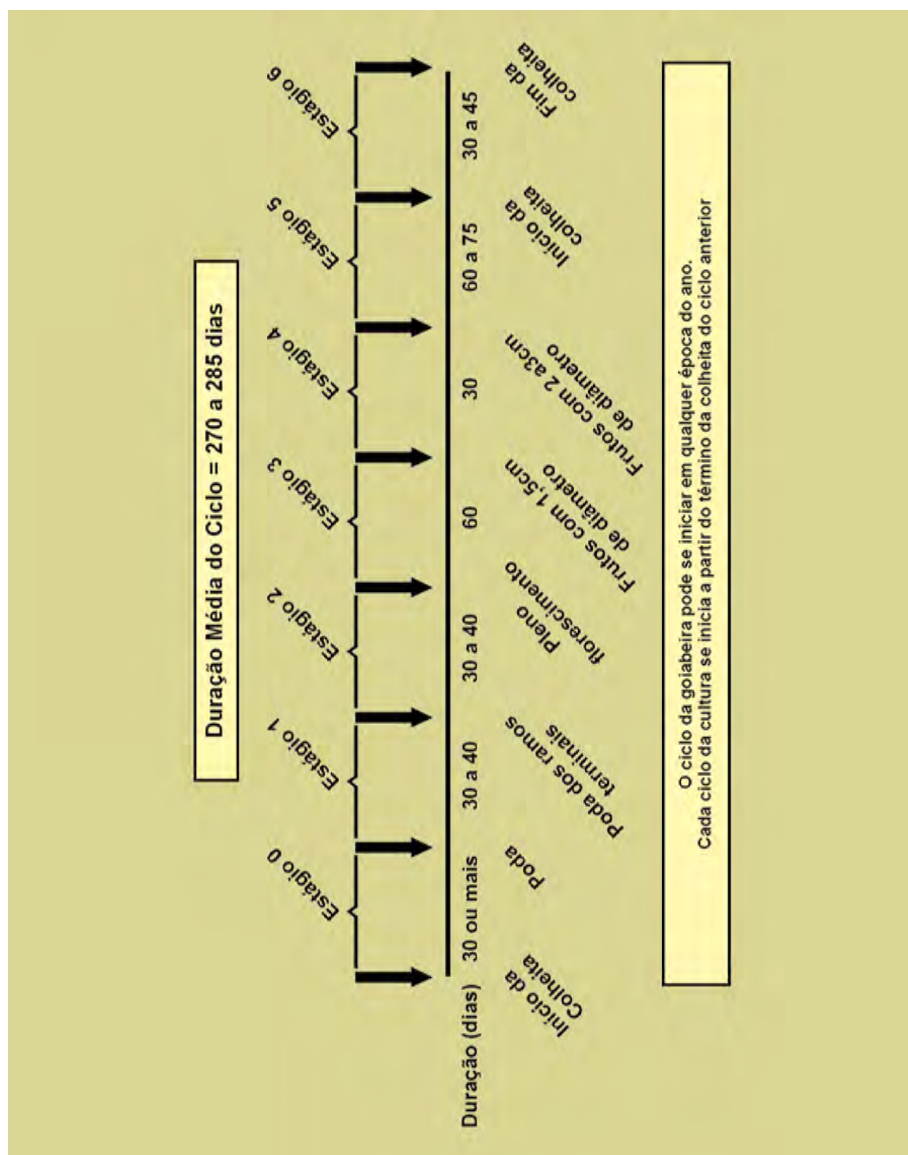 Duração Média do Ciclo = 270 a 285 dias
Estágio 0
Estágio 1
Estágio 2
Estágio 3
Estágio 4
Estágio 5
Estágio 6
Duração (dias)
30 ou mais
30 a 40
30 a 40
60
30
60 a 75
30 a 45
Início da
Colheita
Poda
Poda dos ramos
terminais
Pleno
florescimento
Frutos com 1,5cm
de diâmetro
Frutos com 2 a3cm
de diâmetro
Início da
colheita
Fim da
colheita
O ciclo da goiabeira pode se iniciar em qualquer época do ano.
Cada ciclo da cultura se inicia a partir do término da colheita do ciclo anterior